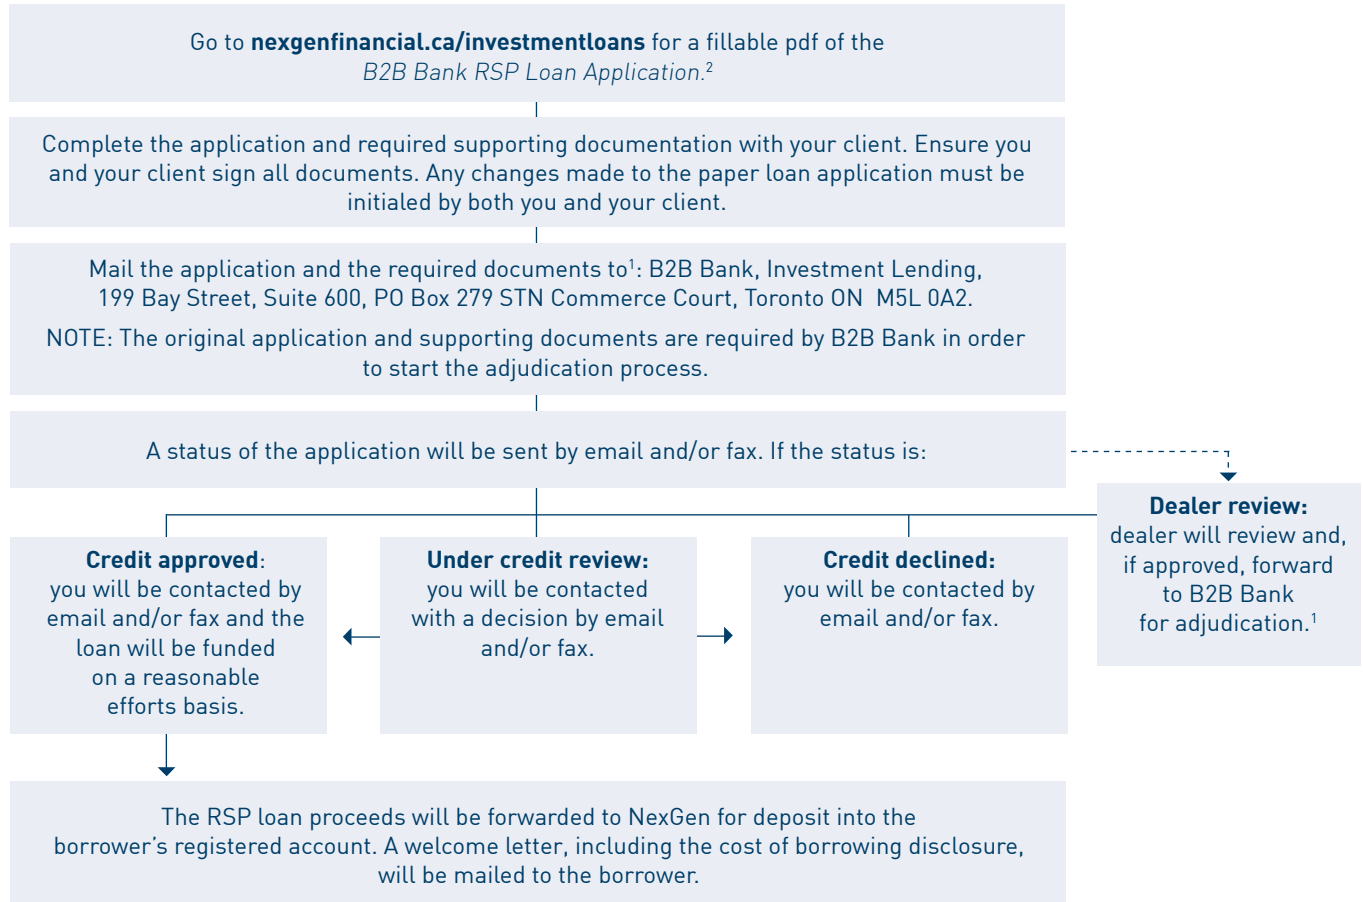 Go to nexgenfinancial.ca/investmentloans for a fillable pdf of the
B2B Bank RSP Loan Application.²
Complete the application and required supporting documentation with your client. Ensure you
and your client sign all documents. Any changes made to the paper loan application must be
initialed by both you and your client.
Mail the application and the required documents to¹: B2B Bank, Investment Lending,
199 Bay Street, Suite 600, PO Box 279 STN Commerce Court, Toronto ON M5L 0A2.
NOTE: The original application and supporting documents are required by B2B Bank in order
to start the adjudication process.
A status of the application will be sent by email and/or fax. If the status is:
Credit approved:
you will be contacted by
email and/or fax and the
loan will be funded
on a reasonable
efforts basis.
Under credit review:
you will be contacted
with a decision by email
and/or fax.
Credit declined:
you will be contacted by
email and/or fax.
Dealer review:
dealer will review and,
if approved, forward
to B2B Bank
for adjudication.¹
The RSP loan proceeds will be forwarded to NexGen for deposit into the
borrower's registered account. A welcome letter, including the cost of borrowing disclosure,
will be mailed to the borrower.